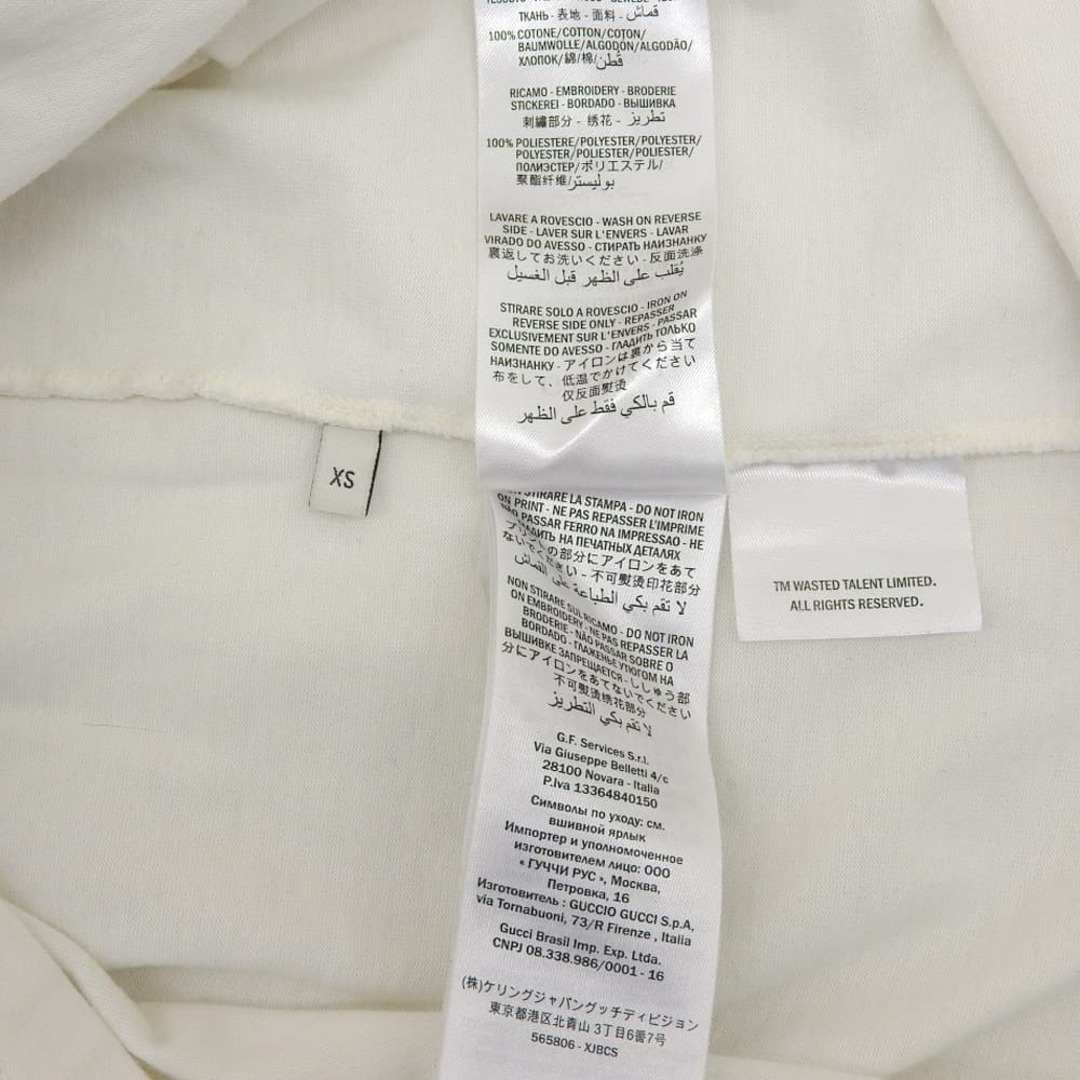 ТКАНЬ - 表地 - 面料 - قماش
100% COTONE/COTTON/COTON/
BAUMWOLLE/ALGODÓN/ALGODÃO/
ХЛОПОК/綿/棉/قطن
RICAMO - EMBROIDERY - BRODERIE
STICKEREI - BORDADO - ВЫШИВКА
刺繍部分 - 绣花 - تطريز
100% POLIESTERE/POLYESTER/POLYESTER/
POLYESTER/POLIESTER/POLIESTER/
ПОЛИЭСТЕР/ポリエステル/
聚酯纤维/بوليستر
LAVARE A ROVESCIO - WASH ON REVERSE
SIDE - LAVER SUR L'ENVERS - LAVAR
VIRADO DO AVESSO - СТИРАТЬ НАИЗНАНКУ
裏返してお洗いください - 反面洗涤
يُقلب على الظهر قبل الغسيل
STIRARE SOLO A ROVESCIO - IRON ON
REVERSE SIDE ONLY - REPASSER
EXCLUSIVEMENT SUR L'ENVERS - PASSAR
SOMENTE DO AVESSO - ГЛАДИТЬ ТОЛЬКО
НАИЗНАНКУ - アイロンは裏から当て
布をして、低温でかけてください
仅反面熨烫
قم بالكي فقط على الظهر
XS
STIRARE LA STAMPA - DO NOT IRON
ON PRINT - NE PAS REPASSER L'IMPRIME
NÃO PASSAR FERRO NA IMPRESSAO - НЕ
ГЛАДИТЬ НА ПЕЧАТНЫХ ДЕТАЛЯХ
プリントの部分にアイロンをあて
ないでください - 不可熨烫印花部分
لا تقم بكي الطباعة على القماش
NON STIRARE SUL RICAMO - DO NOT IRON
ON EMBROIDERY - NE PAS REPASSER LA
BRODERIE - NÃO PASSAR SOBRE O
BORDADO - ГЛАЖЕНЬЕ УТЮГОМ НА
ВЫШИВКЕ ЗАПРЕЩАЕТСЯ - ししゅう部
分にアイロンをあてないでください
不可熨烫绣花部分
لا تقم بكي التطريز
G.F. Services S.r.l.
Via Giuseppe Belletti 4/c
28100 Novara - Italia
P.Iva 13364840150
Символы по уходу: см.
вшивной ярлык
Импортер и уполномоченное
изготовителем лицо: ООО
« ГУЧЧИ РУС », Москва,
Петровка, 16
Изготовитель : GUCCIO GUCCI S.p.A,
via Tornabuoni, 73/R Firenze , Italia
Gucci Brasil Imp. Exp. Ltda.
CNPJ 08.338.986/0001 - 16
(株)ケリングジャパングッチディビジョン
東京都港区北青山 3丁目6番7号
565806 - XJBCS
TM WASTED TALENT LIMITED.
ALL RIGHTS RESERVED.